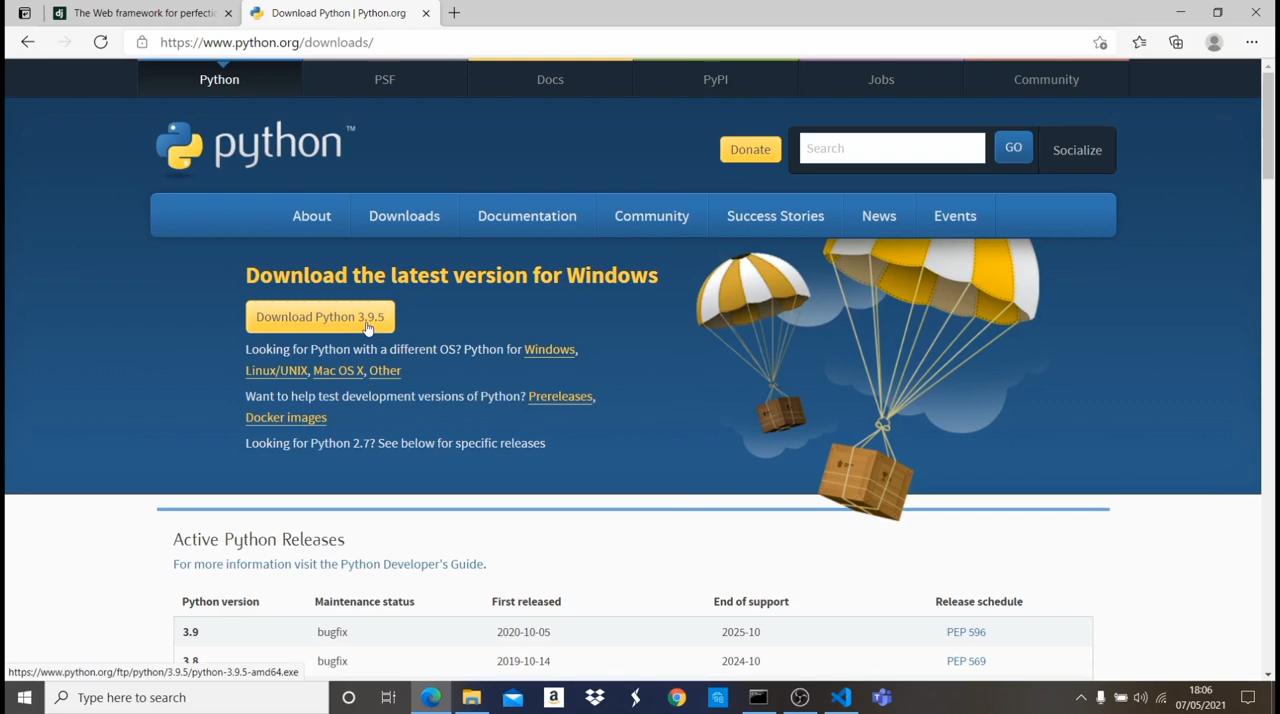 The Web framework for perfectio
Download Python | Python.org
https://www.python.org/downloads/
Python
PSF
Docs
PyPI
Jobs
Community
python™
Donate
Search
GO
Socialize
About
Downloads
Documentation
Community
Success Stories
News
Events
Download the latest version for Windows
Download Python 3.9.5
Looking for Python with a different OS? Python for Windows,
Linux/UNIX, Mac OS X, Other
Want to help test development versions of Python? Prereleases,
Docker images
Looking for Python 2.7? See below for specific releases
Active Python Releases
For more information visit the Python Developer's Guide.
Python version Maintenance status First released End of support Release schedule
3.9 bugfix 2020-10-05 2025-10 PEP 596
3.8 bugfix 2019-10-14 2024-10 PEP 569
https://www.python.org/ftp/python/3.9.5/python-3.9.5-amd64.exe
Type here to search
18:06
07/05/2021